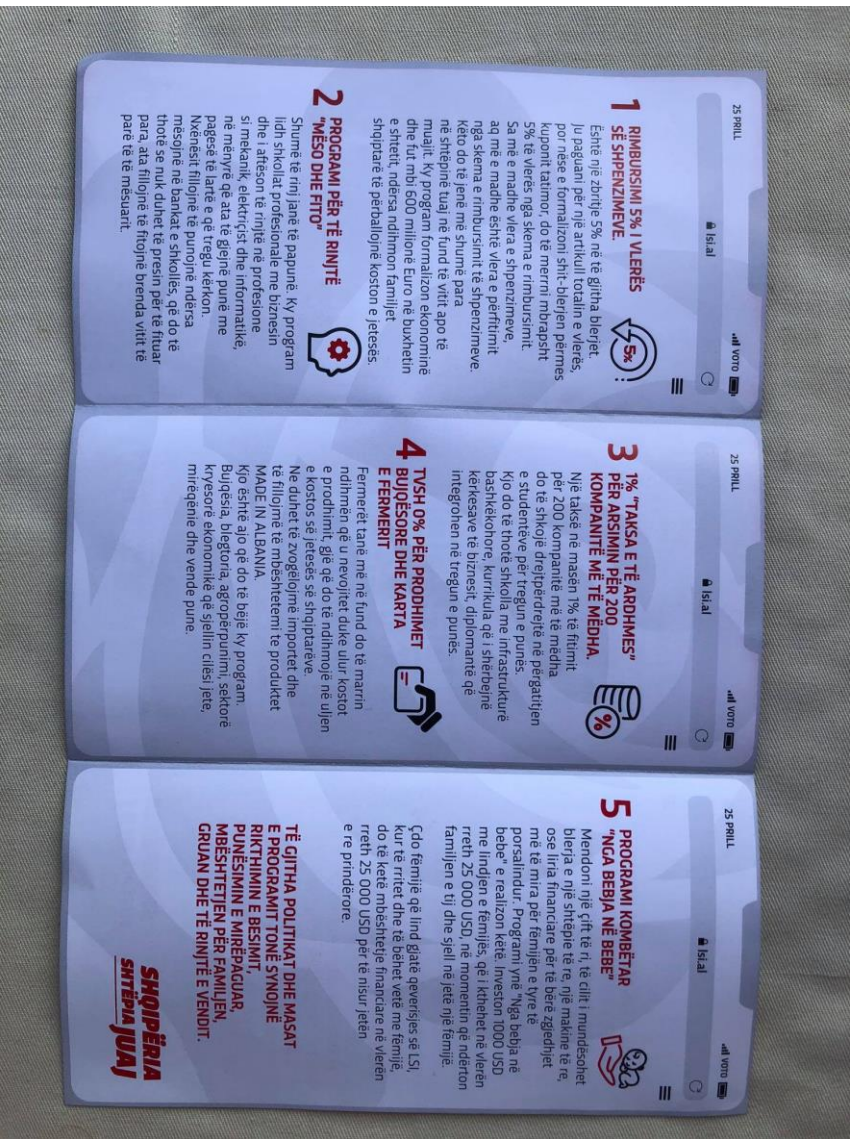 25 PRILL
VOTO
lsi.al
1 RIMBURSIMI 5% I VLERËS
SË SHPENZIMEVE.
5%
Është një zbritje 5% në të gjitha blerjet.
Ju paguani për një artikull totalin e vlerës,
por nëse e formalizoni shit-blerjen përmes
kuponit tatimor, do të merrni mbrapsht
5% të vlerës nga skema e rimbursimit.
Sa më e madhe vlera e shpenzimeve,
aq më e madhe është vlera e përfitimit
nga skema e rimbursimit të shpenzimeve.
Këto do të jenë më shumë para
në shtëpinë tuaj në fund të vitit apo të
muajit. Ky program formalizon ekonominë
dhe fut mbi 600 milionë Euro në buxhetin
e shtetit, ndërsa ndihmon familjet
shqiptarë të përballojnë koston e jetesës.
2 PROGRAMI PËR TË RINJTË
"MËSO DHE FITO"
Shumë të rinj janë të papunë. Ky program
lidh shkollat profesionale me biznesin
dhe i aftëson të rinjtë në profesione
si mekanik, elektriçist dhe informatikë,
në mënyrë që ata të gjejnë punë me
pagesë të lartë e që tregu kërkon.
Nxënësit fillojnë të punojnë ndërsa
mësojnë në bankat e shkollës, që do të
thotë se nuk duhet të presin për të fituar
para, ata fillojnë të fitojnë brenda vitit të
parë të të mësuarit.
25 PRILL
VOTO
lsi.al
3 1% "TAKSA E TË ARDHMES"
PËR ARSIMIN PËR 200
KOMPANITË MË TË MËDHA.
%
Një taksë në masën 1% të fitimit
për 200 kompanitë më të mëdha
do të shkojë drejtpërdrejtë në përgatitjen
e studentëve për tregun e punës.
Kjo do të thotë shkolla me infrastrukturë
bashkëkohore, kurrikula që i shërbejnë
kërkesave të biznesit, diplomantë që
integrohen në tregun e punës.
4 TVSH 0% PËR PRODHIMET
BUJQËSORE DHE KARTA
E FERMERIT
Fermerët tanë më në fund do të marrin
ndihmën që u nevojitet duke ulur kostot
e prodhimit, gjë që do të ndihmojë në uljen
e kostos së jetesës së shqiptarëve.
Ne duhet të zvogëlojmë importet dhe
të fillojmë të mbështetemi te produktet
MADE IN ALBANIA.
Kjo është ajo që do të bëjë ky program.
Bujqësia, blegtoria, agropërpunimi, sektorë
kryesorë ekonomikë që sjellin cilësi jete,
mirëqënie dhe vende pune.
25 PRILL
VOTO
lsi.al
5 PROGRAMI KOMBËTAR
"NGA BEBJA NË BEBE"
Mendoni një çift të ri, të cilit i mundësohet
blerja e një shtëpie të re, një makine të re,
ose liria financiare për të bërë zgjedhjet
më të mira për fëmijën e tyre të
porsalindur. Programi ynë "Nga bebja në
bebe" e realizon këtë. Investon 1000 USD
me lindjen e fëmijës, që i kthehet në vlerën
rreth 25 000 USD në momentin që ndërton
familjen e tij dhe sjell në jetë një fëmijë.
Çdo fëmijë që lind gjatë qeverisjes së LSI,
kur të rritet dhe të bëhet vetë me fëmijë,
do të ketë mbështetje financiare në vlerën
rreth 25 000 USD për të nisur jetën
e re prindërore.
TË GJITHA POLITIKAT DHE MASAT
E PROGRAMIT TONË SYNOJNË
RIKTHIMIN E BESIMIT,
PUNËSIMIN E MIRËPAGUAR,
MBËSHTETJEN PËR FAMILJEN,
GRUAN DHE TË RINJTË E VENDIT.
SHQIPËRIA
SHTËPIA JUAJ